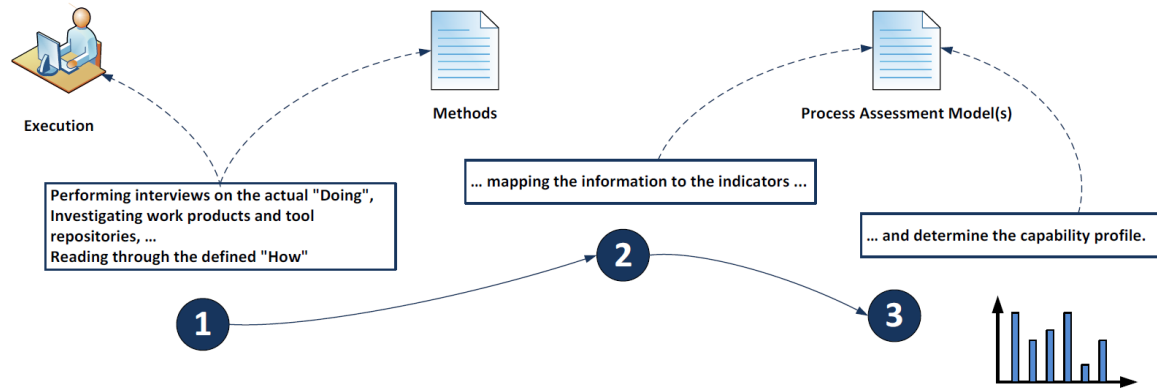 Execution
Methods
Process Assessment Model(s)
Performing interviews on the actual "Doing",
Investigating work products and tool
repositories, …
Reading through the defined "How"
… mapping the information to the indicators ...
… and determine the capability profile.
1
2
3